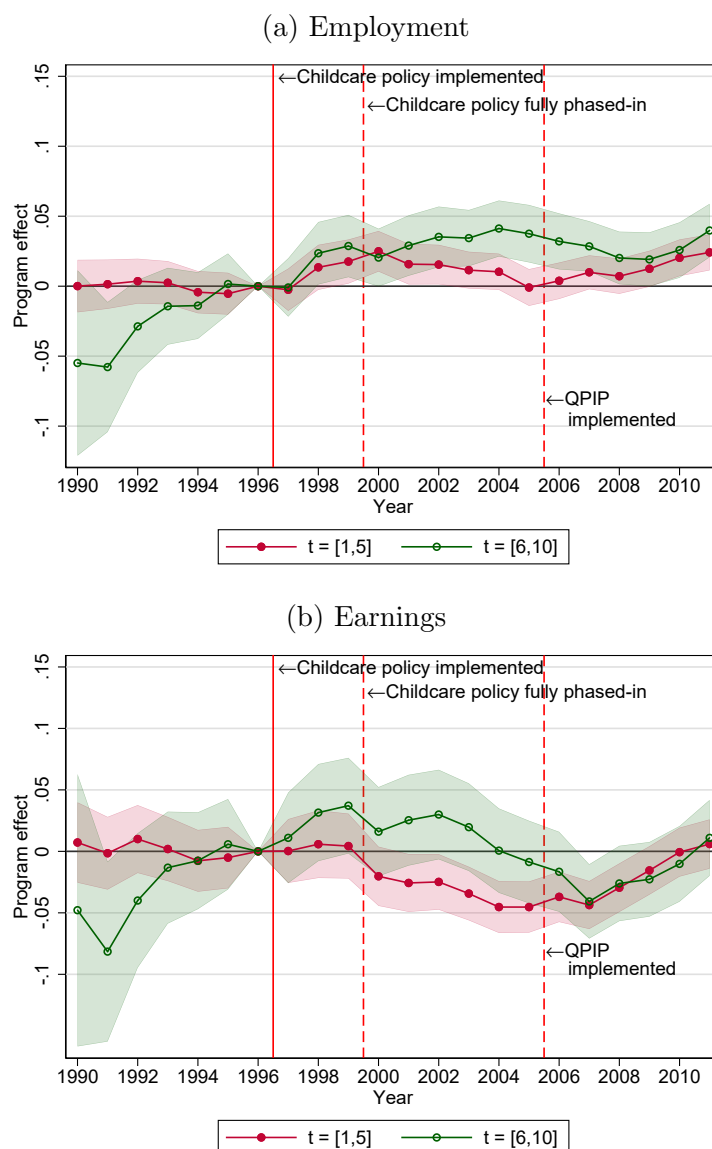 (a) Employment
.15
.1
.05
0
-.05
-.1
Program effect
←Childcare policy implemented
←Childcare policy fully phased-in
←QPIP
implemented
1990 1992 1994 1996 1998 2000 2002 2004 2006 2008 2010
Year
t = [1,5] t = [6,10]
(b) Earnings
.15
.1
.05
0
-.05
-.1
Program effect
←Childcare policy implemented
←Childcare policy fully phased-in
←QPIP
implemented
1990 1992 1994 1996 1998 2000 2002 2004 2006 2008 2010
Year
t = [1,5] t = [6,10]